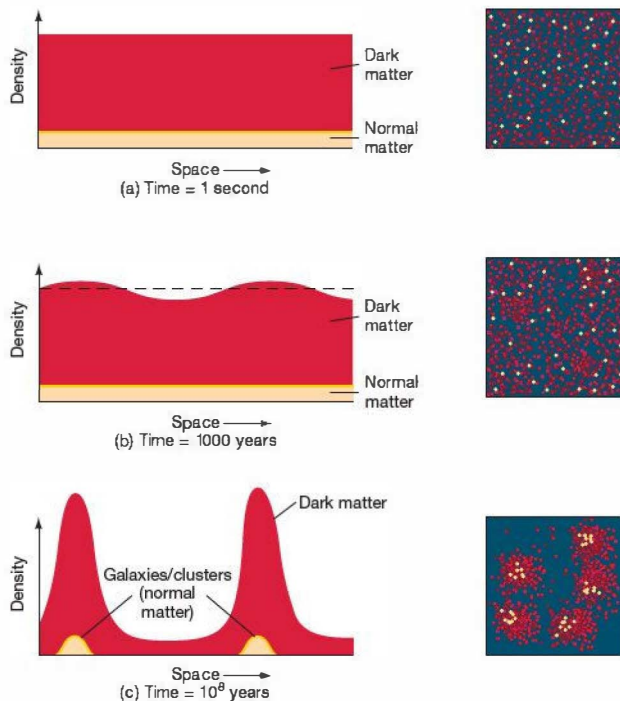 Density
Dark
matter
Normal
matter
Space
(a) Time = 1 second
Density
Dark
matter
Normal
matter
Space
(b) Time = 1000 years
Density
Dark matter
Galaxies/clusters
(normal
matter)
Space
(c) Time = 10⁸ years